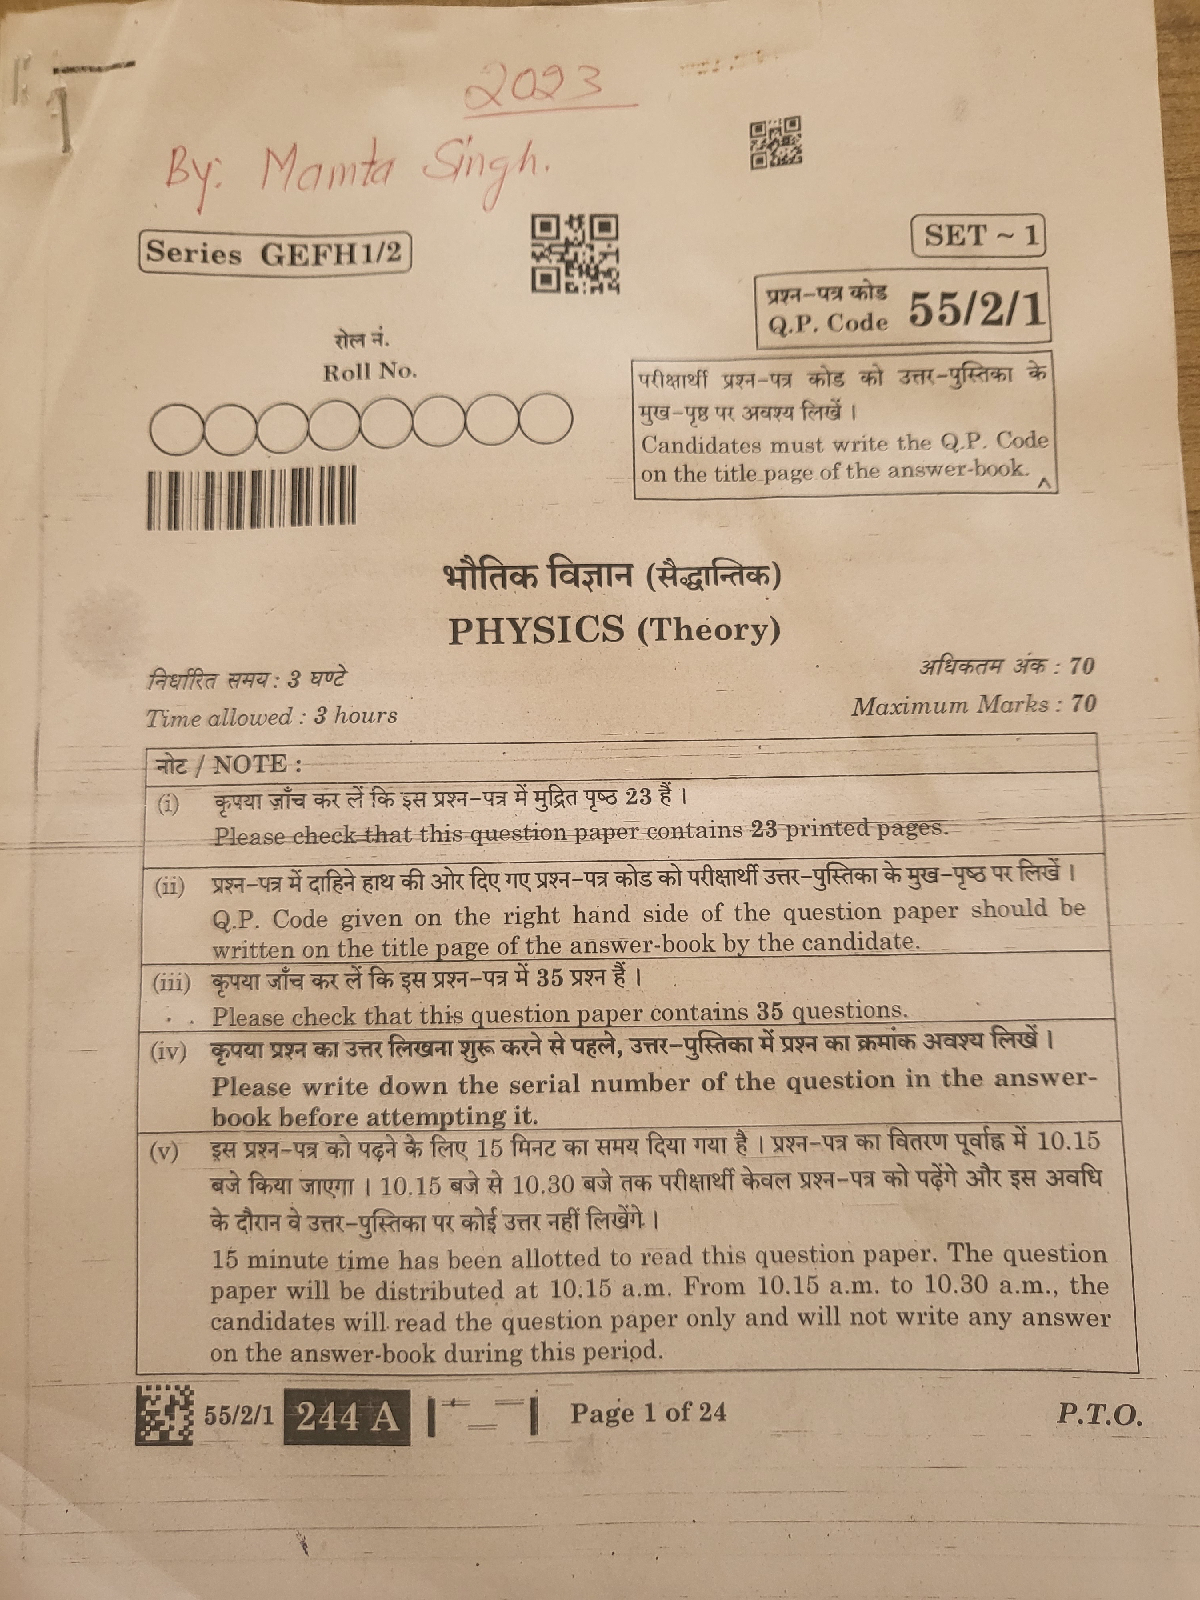 2023
By: Mamta Singh.
Series GEFH1/2
SET ~ 1
प्रश्न-पत्र कोड
Q.P. Code 55/2/1
रोल नं.
Roll No.
परीक्षार्थी प्रश्न-पत्र कोड को उत्तर-पुस्तिका के
मुख-पृष्ठ पर अवश्य लिखें ।
Candidates must write the Q.P. Code
on the title page of the answer-book.
भौतिक विज्ञान (सैद्धान्तिक)
PHYSICS (Theory)
निर्धारित समय : 3 घण्टे
अधिकतम अंक : 70
Time allowed : 3 hours
Maximum Marks : 70
नोट / NOTE :
(i) कृपया जाँच कर लें कि इस प्रश्न-पत्र में मुद्रित पृष्ठ 23 हैं ।
Please check that this question paper contains 23 printed pages.
(ii) प्रश्न-पत्र में दाहिने हाथ की ओर दिए गए प्रश्न-पत्र कोड को परीक्षार्थी उत्तर-पुस्तिका के मुख-पृष्ठ पर लिखें ।
Q.P. Code given on the right hand side of the question paper should be
written on the title page of the answer-book by the candidate.
(iii) कृपया जाँच कर लें कि इस प्रश्न-पत्र में 35 प्रश्न हैं ।
Please check that this question paper contains 35 questions.
(iv) कृपया प्रश्न का उत्तर लिखना शुरू करने से पहले, उत्तर-पुस्तिका में प्रश्न का क्रमांक अवश्य लिखें ।
Please write down the serial number of the question in the answer-
book before attempting it.
(v) इस प्रश्न-पत्र को पढ़ने के लिए 15 मिनट का समय दिया गया है । प्रश्न-पत्र का वितरण पूर्वाह्न में 10.15
बजे किया जाएगा । 10.15 बजे से 10.30 बजे तक परीक्षार्थी केवल प्रश्न-पत्र को पढ़ेंगे और इस अवधि
के दौरान वे उत्तर-पुस्तिका पर कोई उत्तर नहीं लिखेंगे ।
15 minute time has been allotted to read this question paper. The question
paper will be distributed at 10.15 a.m. From 10.15 a.m. to 10.30 a.m., the
candidates will read the question paper only and will not write any answer
on the answer-book during this period.
55/2/1 244 A Page 1 of 24 P.T.O.